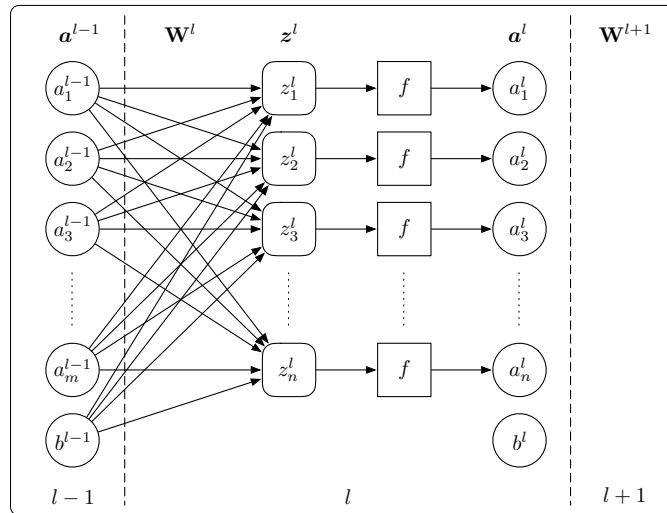 a^{l-1} W^l z^l a^l W^{l+1}
a_1^{l-1} z_1^l f a_1^l
a_2^{l-1} z_2^l f a_2^l
a_3^{l-1} z_3^l f a_3^l
a_m^{l-1} z_n^l f a_n^l
b^{l-1} b^l
l − 1 l l + 1